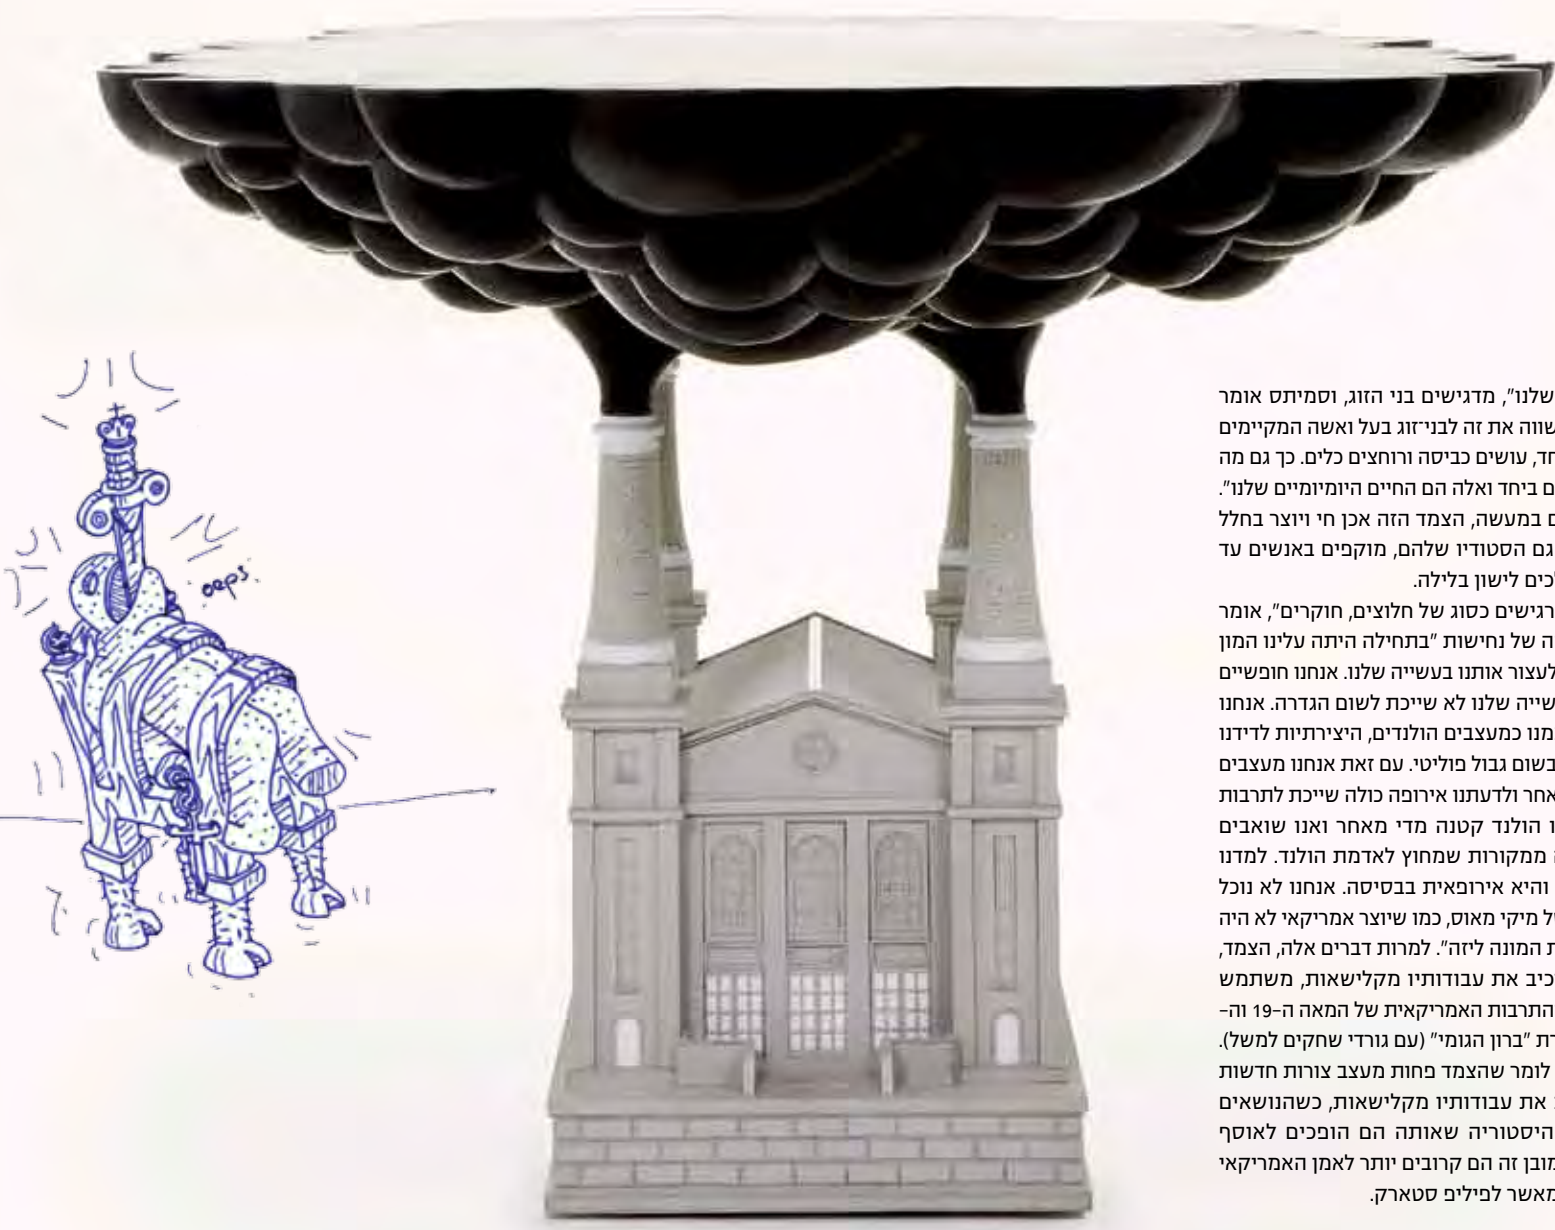 שלנו", מדגישים בני הזוג, וסמיתס אומר
שווה את זה לבני־זוג בעל ואשה המקיימים
חד, עושים כביסה ורוחצים כלים. כך גם מה
ם ביחד ואלה הם החיים היומיומיים שלנו".
ם במעשה, הצמד הזה אכן חי ויוצר בחלל
גם הסטודיו שלהם, מוקפים באנשים עד
כים לישון בלילה.
רגישים כסוג של חלוצים, חוקרים", אומר
ה של נחישות "בתחילה היתה עלינו המון
לעצור אותנו בעשייה שלנו. אנחנו חופשיים
שייה שלנו לא שייכת לשום הגדרה. אנחנו
מנו כמעצבים הולנדים, היצירתיות לדידנו
בשום גבול פוליטי. עם זאת אנחנו מעצבים
אחר ולדעתנו אירופה כולה שייכת לתרבות
ו הולנד קטנה מדי מאחר ואנו שואבים
ממקורות שמחוץ לאדמת הולנד. למדנו
והיא אירופאית בבסיסה. אנחנו לא נוכל
של מיקי מאוס, כמו שיוצר אמריקאי לא היה
ת המונה ליזה". למרות דברים אלה, הצמד,
כיב את עבודותיו מקלישאות, משתמש
התרבות האמריקאית של המאה ה–19 וה–
רת "ברון הגומי" (עם גורדי שחקים למשל).
לומר שהצמד פחות מעצב צורות חדשות
את עבודותיו מקלישאות, כשהנושאים
היסטוריה שאותה הם הופכים לאוסף
מובן זה הם קרובים יותר לאמן האמריקאי
מאשר לפיליפ סטארק.
oeps